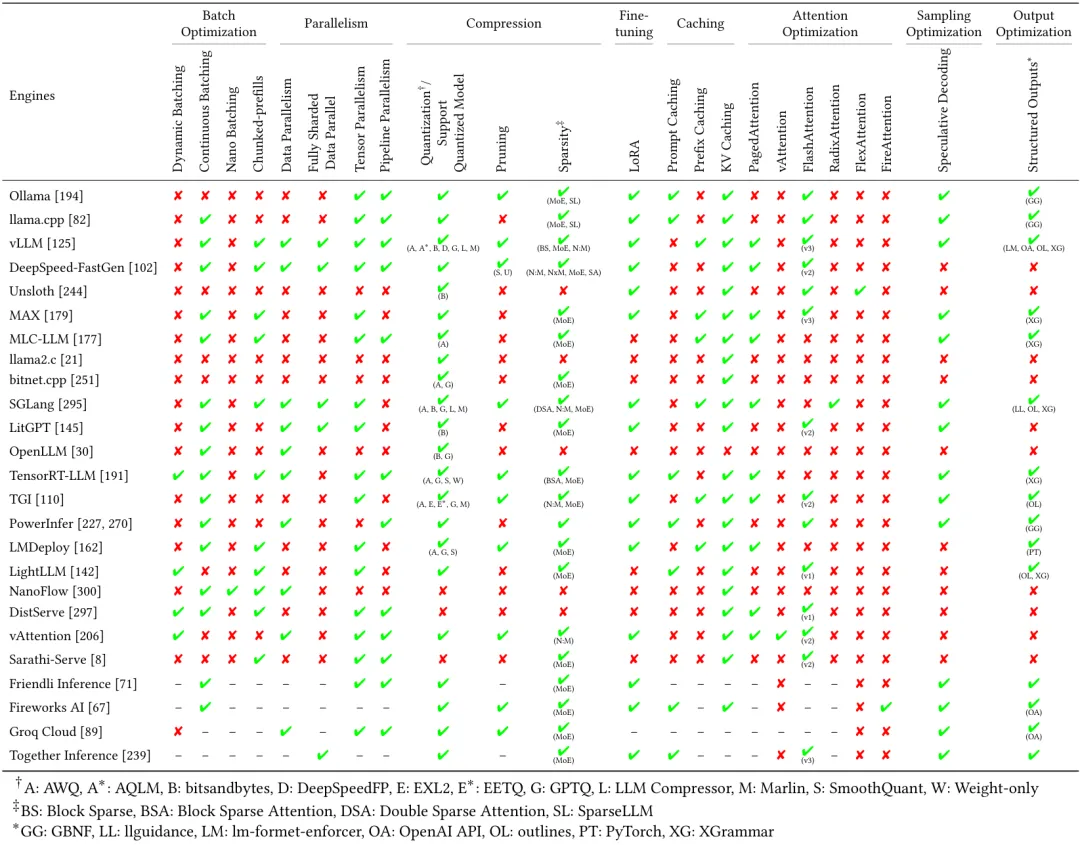 Batch Optimization Parallelism Compression Fine-tuning Caching Attention Optimization Sampling Optimization Output Optimization
Engines Dynamic Batching Continuous Batching Nano Batching Chunked-prefills Data Parallelism Fully Sharded Data Parallel Tensor Parallelism Pipeline Parallelism Quantization†/ Support Quantized Model Pruning Sparsity‡ LoRA Prompt Caching Prefix Caching KV Caching PagedAttention vAttention FlashAttention RadixAttention FlexAttention FireAttention Speculative Decoding Structured Outputs*
Ollama [194] ✘ ✘ ✘ ✘ ✘ ✘ ✔ ✔ ✔ ✔ ✔ (MoE, SL) ✔ ✔ ✘ ✔ ✘ ✘ ✔ ✘ ✘ ✘ ✔ ✔ (GG)
llama.cpp [82] ✘ ✔ ✘ ✘ ✘ ✘ ✔ ✔ ✔ ✘ ✔ (MoE, SL) ✔ ✔ ✘ ✔ ✘ ✘ ✔ ✘ ✘ ✘ ✔ ✔ (GG)
vLLM [125] ✘ ✔ ✘ ✔ ✔ ✔ ✔ ✔ ✔ (A, A*, B, D, G, L, M) ✔ ✔ (BS, MoE, N:M) ✔ ✘ ✔ ✔ ✔ ✘ ✔ (v3) ✘ ✘ ✘ ✔ ✔ (LM, OA, OL, XG)
DeepSpeed-FastGen [102] ✘ ✔ ✘ ✔ ✔ ✔ ✔ ✔ ✔ ✔ (S, U) ✔ (N:M, NxM, MoE, SA) ✔ ✘ ✘ ✔ ✔ ✘ ✔ (v2) ✘ ✘ ✘ ✘ ✘
Unsloth [244] ✘ ✘ ✘ ✘ ✘ ✘ ✘ ✘ ✔ (B) ✘ ✘ ✔ ✘ ✘ ✔ ✘ ✘ ✔ ✘ ✔ ✘ ✘ ✘
MAX [179] ✘ ✔ ✘ ✔ ✘ ✘ ✔ ✘ ✔ ✘ ✔ (MoE) ✔ ✘ ✔ ✔ ✔ ✘ ✔ (v3) ✘ ✘ ✘ ✔ ✔ (XG)
MLC-LLM [177] ✘ ✔ ✘ ✔ ✘ ✘ ✔ ✘ ✔ (A) ✘ ✔ (MoE) ✘ ✘ ✔ ✔ ✔ ✘ ✘ ✘ ✘ ✘ ✔ ✔ (XG)
llama2.c [21] ✘ ✘ ✘ ✘ ✘ ✘ ✘ ✘ ✔ ✘ ✘ ✘ ✘ ✘ ✔ ✘ ✘ ✘ ✘ ✘ ✘ ✘ ✘
bitnet.cpp [251] ✘ ✘ ✘ ✘ ✘ ✘ ✘ ✘ ✔ (A, G) ✘ ✔ (MoE) ✘ ✘ ✘ ✔ ✘ ✘ ✘ ✘ ✘ ✘ ✘ ✘
SGLang [295] ✘ ✔ ✘ ✔ ✔ ✔ ✔ ✘ ✔ (A, B, G, L, M) ✔ ✔ (DSA, N:M, MoE) ✔ ✘ ✔ ✔ ✔ ✘ ✘ ✔ ✘ ✘ ✔ ✔ (LL, OL, XG)
LitGPT [145] ✘ ✔ ✘ ✘ ✔ ✔ ✔ ✘ ✔ (B) ✘ ✔ (MoE) ✔ ✘ ✘ ✔ ✘ ✘ ✔ (v2) ✘ ✘ ✘ ✔ ✘
OpenLLM [30] ✘ ✔ ✘ ✘ ✔ ✘ ✘ ✘ ✔ (B, G) ✘ ✘ ✘ ✘ ✘ ✘ ✘ ✘ ✘ ✘ ✘ ✘ ✘ ✘
TensorRT-LLM [191] ✔ ✔ ✘ ✔ ✔ ✘ ✔ ✔ ✔ (A, G, S, W) ✔ ✔ (BSA, MoE) ✔ ✔ ✘ ✔ ✔ ✘ ✘ ✘ ✘ ✘ ✔ ✔ (XG)
TGI [110] ✘ ✔ ✘ ✘ ✘ ✘ ✔ ✘ ✔ (A, E, E*, G, M) ✔ ✔ (N:M, MoE) ✔ ✘ ✔ ✔ ✔ ✘ ✔ (v2) ✘ ✘ ✘ ✔ ✔ (OL)
PowerInfer [227, 270] ✘ ✔ ✘ ✘ ✔ ✘ ✘ ✔ ✔ ✘ ✔ ✔ ✔ ✘ ✔ ✘ ✘ ✔ ✘ ✘ ✘ ✔ ✔ (GG)
LMDeploy [162] ✘ ✔ ✘ ✔ ✘ ✘ ✔ ✘ ✔ (A, G, S) ✔ ✔ (MoE) ✔ ✘ ✔ ✔ ✔ ✘ ✘ ✘ ✘ ✘ ✘ ✔ (PT)
LightLLM [142] ✔ ✘ ✘ ✔ ✘ ✘ ✔ ✘ ✔ ✘ ✔ (MoE) ✘ ✔ ✘ ✔ ✘ ✘ ✔ (v1) ✘ ✘ ✘ ✘ ✔ (OL, XG)
NanoFlow [300] ✘ ✔ ✔ ✔ ✔ ✘ ✘ ✘ ✘ ✘ ✘ ✘ ✘ ✘ ✔ ✘ ✘ ✘ ✘ ✘ ✘ ✘ ✘
DistServe [297] ✔ ✔ ✘ ✔ ✘ ✘ ✔ ✔ ✘ ✘ ✘ ✘ ✘ ✘ ✔ ✔ ✘ ✔ (v1) ✘ ✘ ✘ ✘ ✘
vAttention [206] ✔ ✘ ✘ ✘ ✔ ✘ ✔ ✔ ✔ ✔ ✔ (N:M) ✔ ✘ ✘ ✔ ✔ ✔ ✔ (v2) ✘ ✘ ✘ ✘ ✘
Sarathi-Serve [8] ✘ ✘ ✘ ✔ ✘ ✘ ✔ ✔ ✘ ✘ ✔ (MoE) ✘ ✘ ✘ ✔ ✘ ✘ ✔ (v2) ✘ ✘ ✘ ✘ ✘
Friendli Inference [71] – ✔ – – – – ✔ ✔ ✔ – ✔ (MoE) ✔ – – – – ✘ – – ✘ ✘ ✔ ✔
Fireworks AI [67] – ✔ – – – – – – ✔ ✔ ✔ (MoE) ✔ ✔ – ✔ – ✘ – – ✘ ✔ ✔ ✔ (OA)
Groq Cloud [89] ✘ – – – ✔ – ✔ ✔ ✔ ✔ ✔ (MoE) – – – – – – – – ✘ ✘ ✔ ✔ (OA)
Together Inference [239] – – – – – ✔ – – ✔ – ✔ (MoE) ✔ ✔ – – – ✘ ✔ (v3) – ✘ ✘ ✔ ✔
†A: AWQ, A*: AQLM, B: bitsandbytes, D: DeepSpeedFP, E: EXL2, E*: EETQ, G: GPTQ, L: LLM Compressor, M: Marlin, S: SmoothQuant, W: Weight-only
‡BS: Block Sparse, BSA: Block Sparse Attention, DSA: Double Sparse Attention, SL: SparseLLM
*GG: GBNF, LL: llguidance, LM: lm-formet-enforcer, OA: OpenAI API, OL: outlines, PT: PyTorch, XG: XGrammar